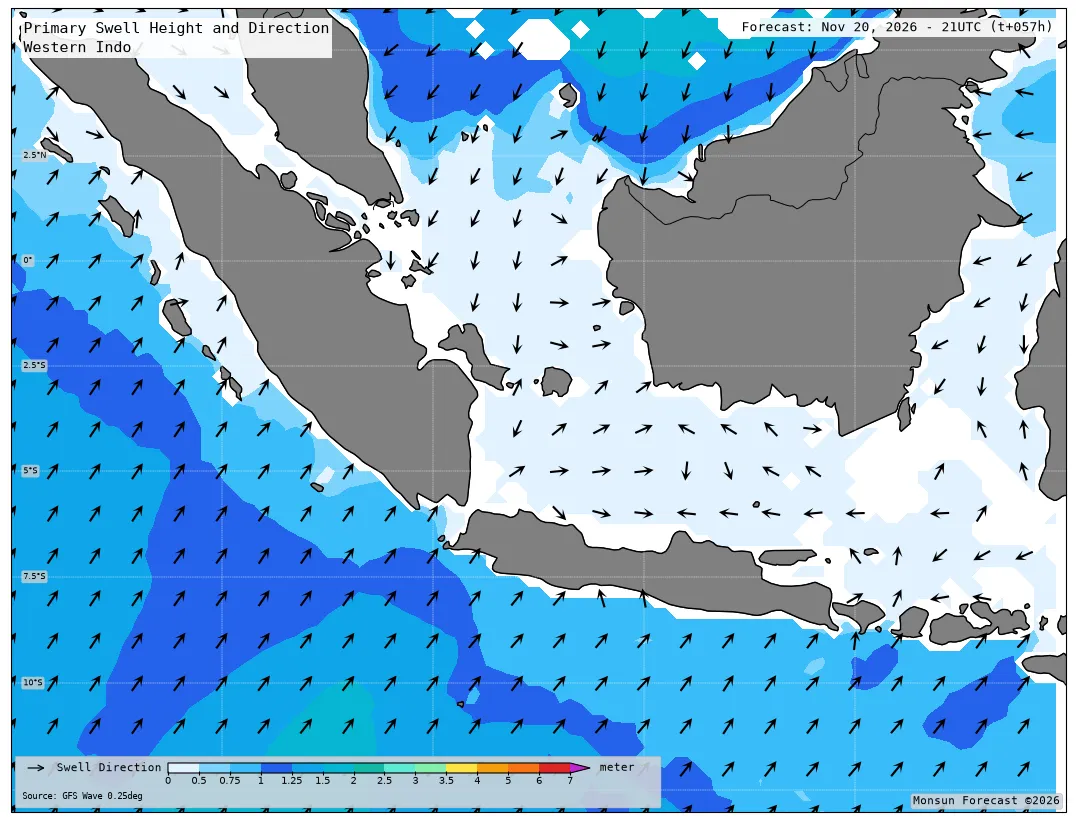 Primary Swell Height and Direction
Western Indo
Forecast: Nov 20, 2026 - 21UTC (t+057h)
2.5°N
0°
2.5°S
5°S
7.5°S
10°S
Swell Direction
0 0.5 0.75 1 1.25 1.5 2 2.5 3 3.5 4 5 6 7
meter
Source: GFS Wave 0.25deg
Monsun Forecast ©2026